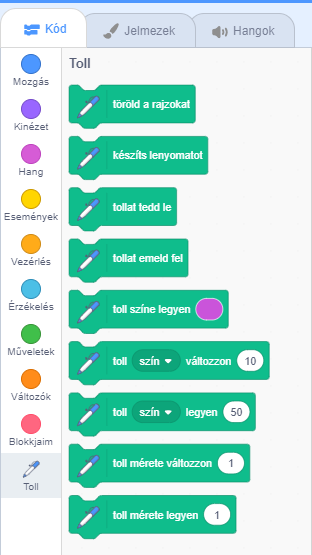 Kód Jelmezek Hangok
Mozgás
Kinézet
Hang
Események
Vezérlés
Érzékelés
Műveletek
Változók
Blokkjaim
Toll
Toll
töröld a rajzokat
készíts lenyomatot
tollat tedd le
tollat emeld fel
toll színe legyen
toll szín változzon 10
toll szín legyen 50
toll mérete változzon 1
toll mérete legyen 1